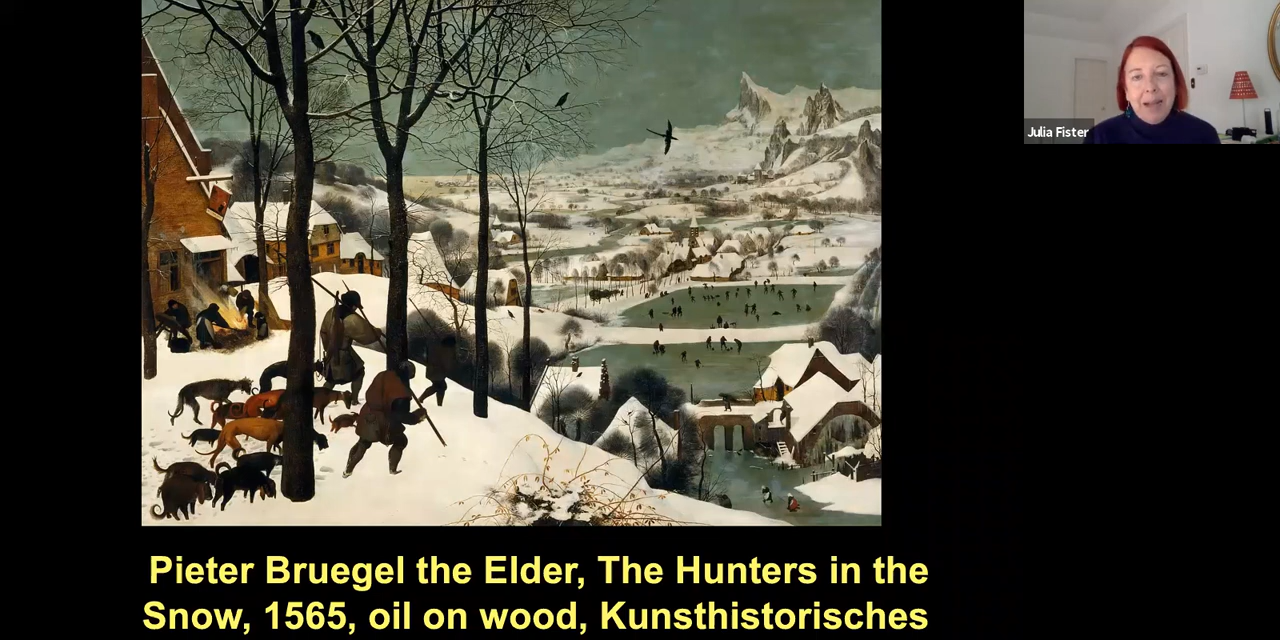 Julia Fister
Pieter Bruegel the Elder, The Hunters in the
Snow, 1565, oil on wood, Kunsthistorisches